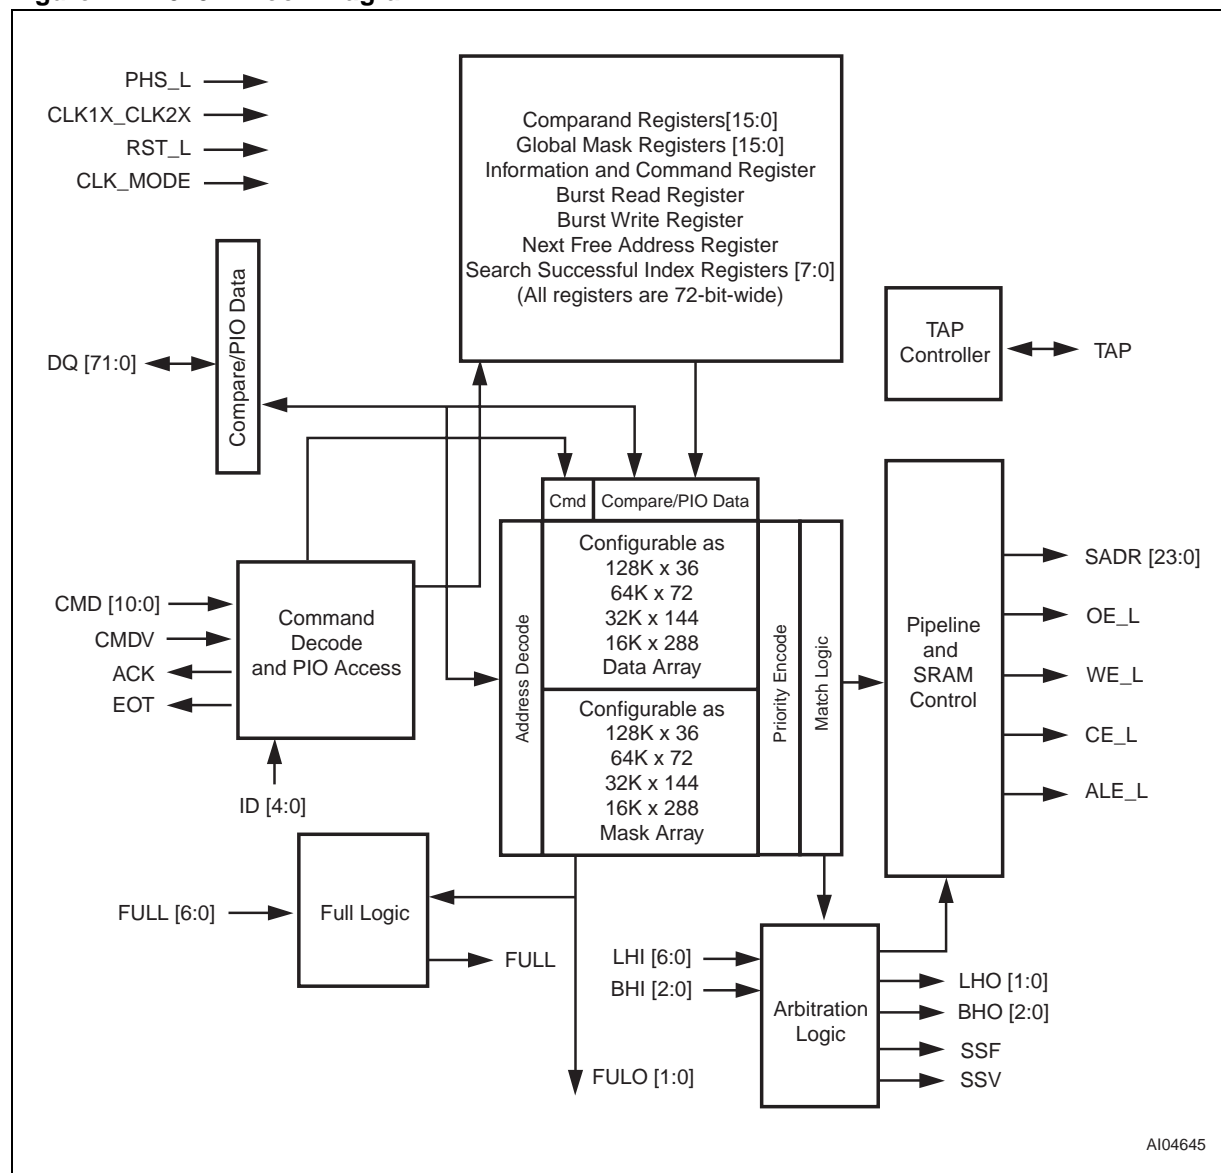 PHS_L
CLK1X_CLK2X
RST_L
CLK_MODE
Comparand Registers[15:0]
Global Mask Registers [15:0]
Information and Command Register
Burst Read Register
Burst Write Register
Next Free Address Register
Search Successful Index Registers [7:0]
(All registers are 72-bit-wide)
Compare/PIO Data
DQ [71:0]
TAP
Controller
TAP
Cmd
Compare/PIO Data
Configurable as
128K x 36
64K x 72
32K x 144
16K x 288
Data Array
Configurable as
128K x 36
64K x 72
32K x 144
16K x 288
Mask Array
Address Decode
Priority Encode
Match Logic
CMD [10:0]
CMDV
ACK
EOT
Command
Decode
and PIO Access
ID [4:0]
Pipeline
and
SRAM
Control
SADR [23:0]
OE_L
WE_L
CE_L
ALE_L
FULL [6:0]
Full Logic
FULL
FULO [1:0]
LHI [6:0]
BHI [2:0]
Arbitration
Logic
LHO [1:0]
BHO [2:0]
SSF
SSV
AI04645